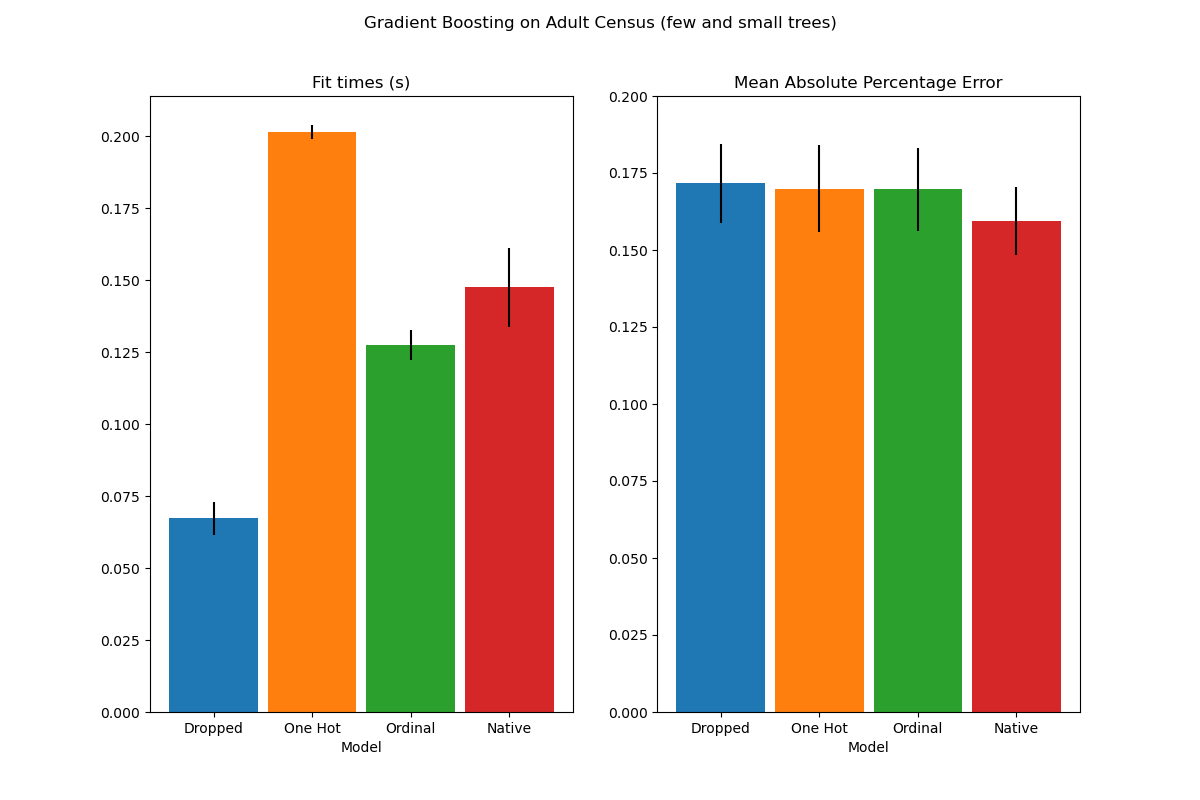 Gradient Boosting on Adult Census (few and small trees)
Fit times (s)
0.200
0.175
0.150
0.125
0.100
0.075
0.050
0.025
0.000
Dropped One Hot Ordinal Native
Model
Mean Absolute Percentage Error
0.200
0.175
0.150
0.125
0.100
0.075
0.050
0.025
0.000
Dropped One Hot Ordinal Native
Model